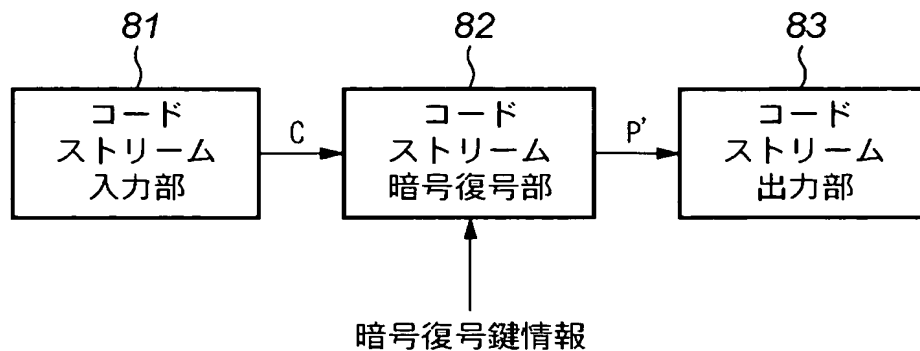 81
82
83
コード
ストリーム
入力部
C
コード
ストリーム
暗号復号部
P'
コード
ストリーム
出力部
暗号復号鍵情報